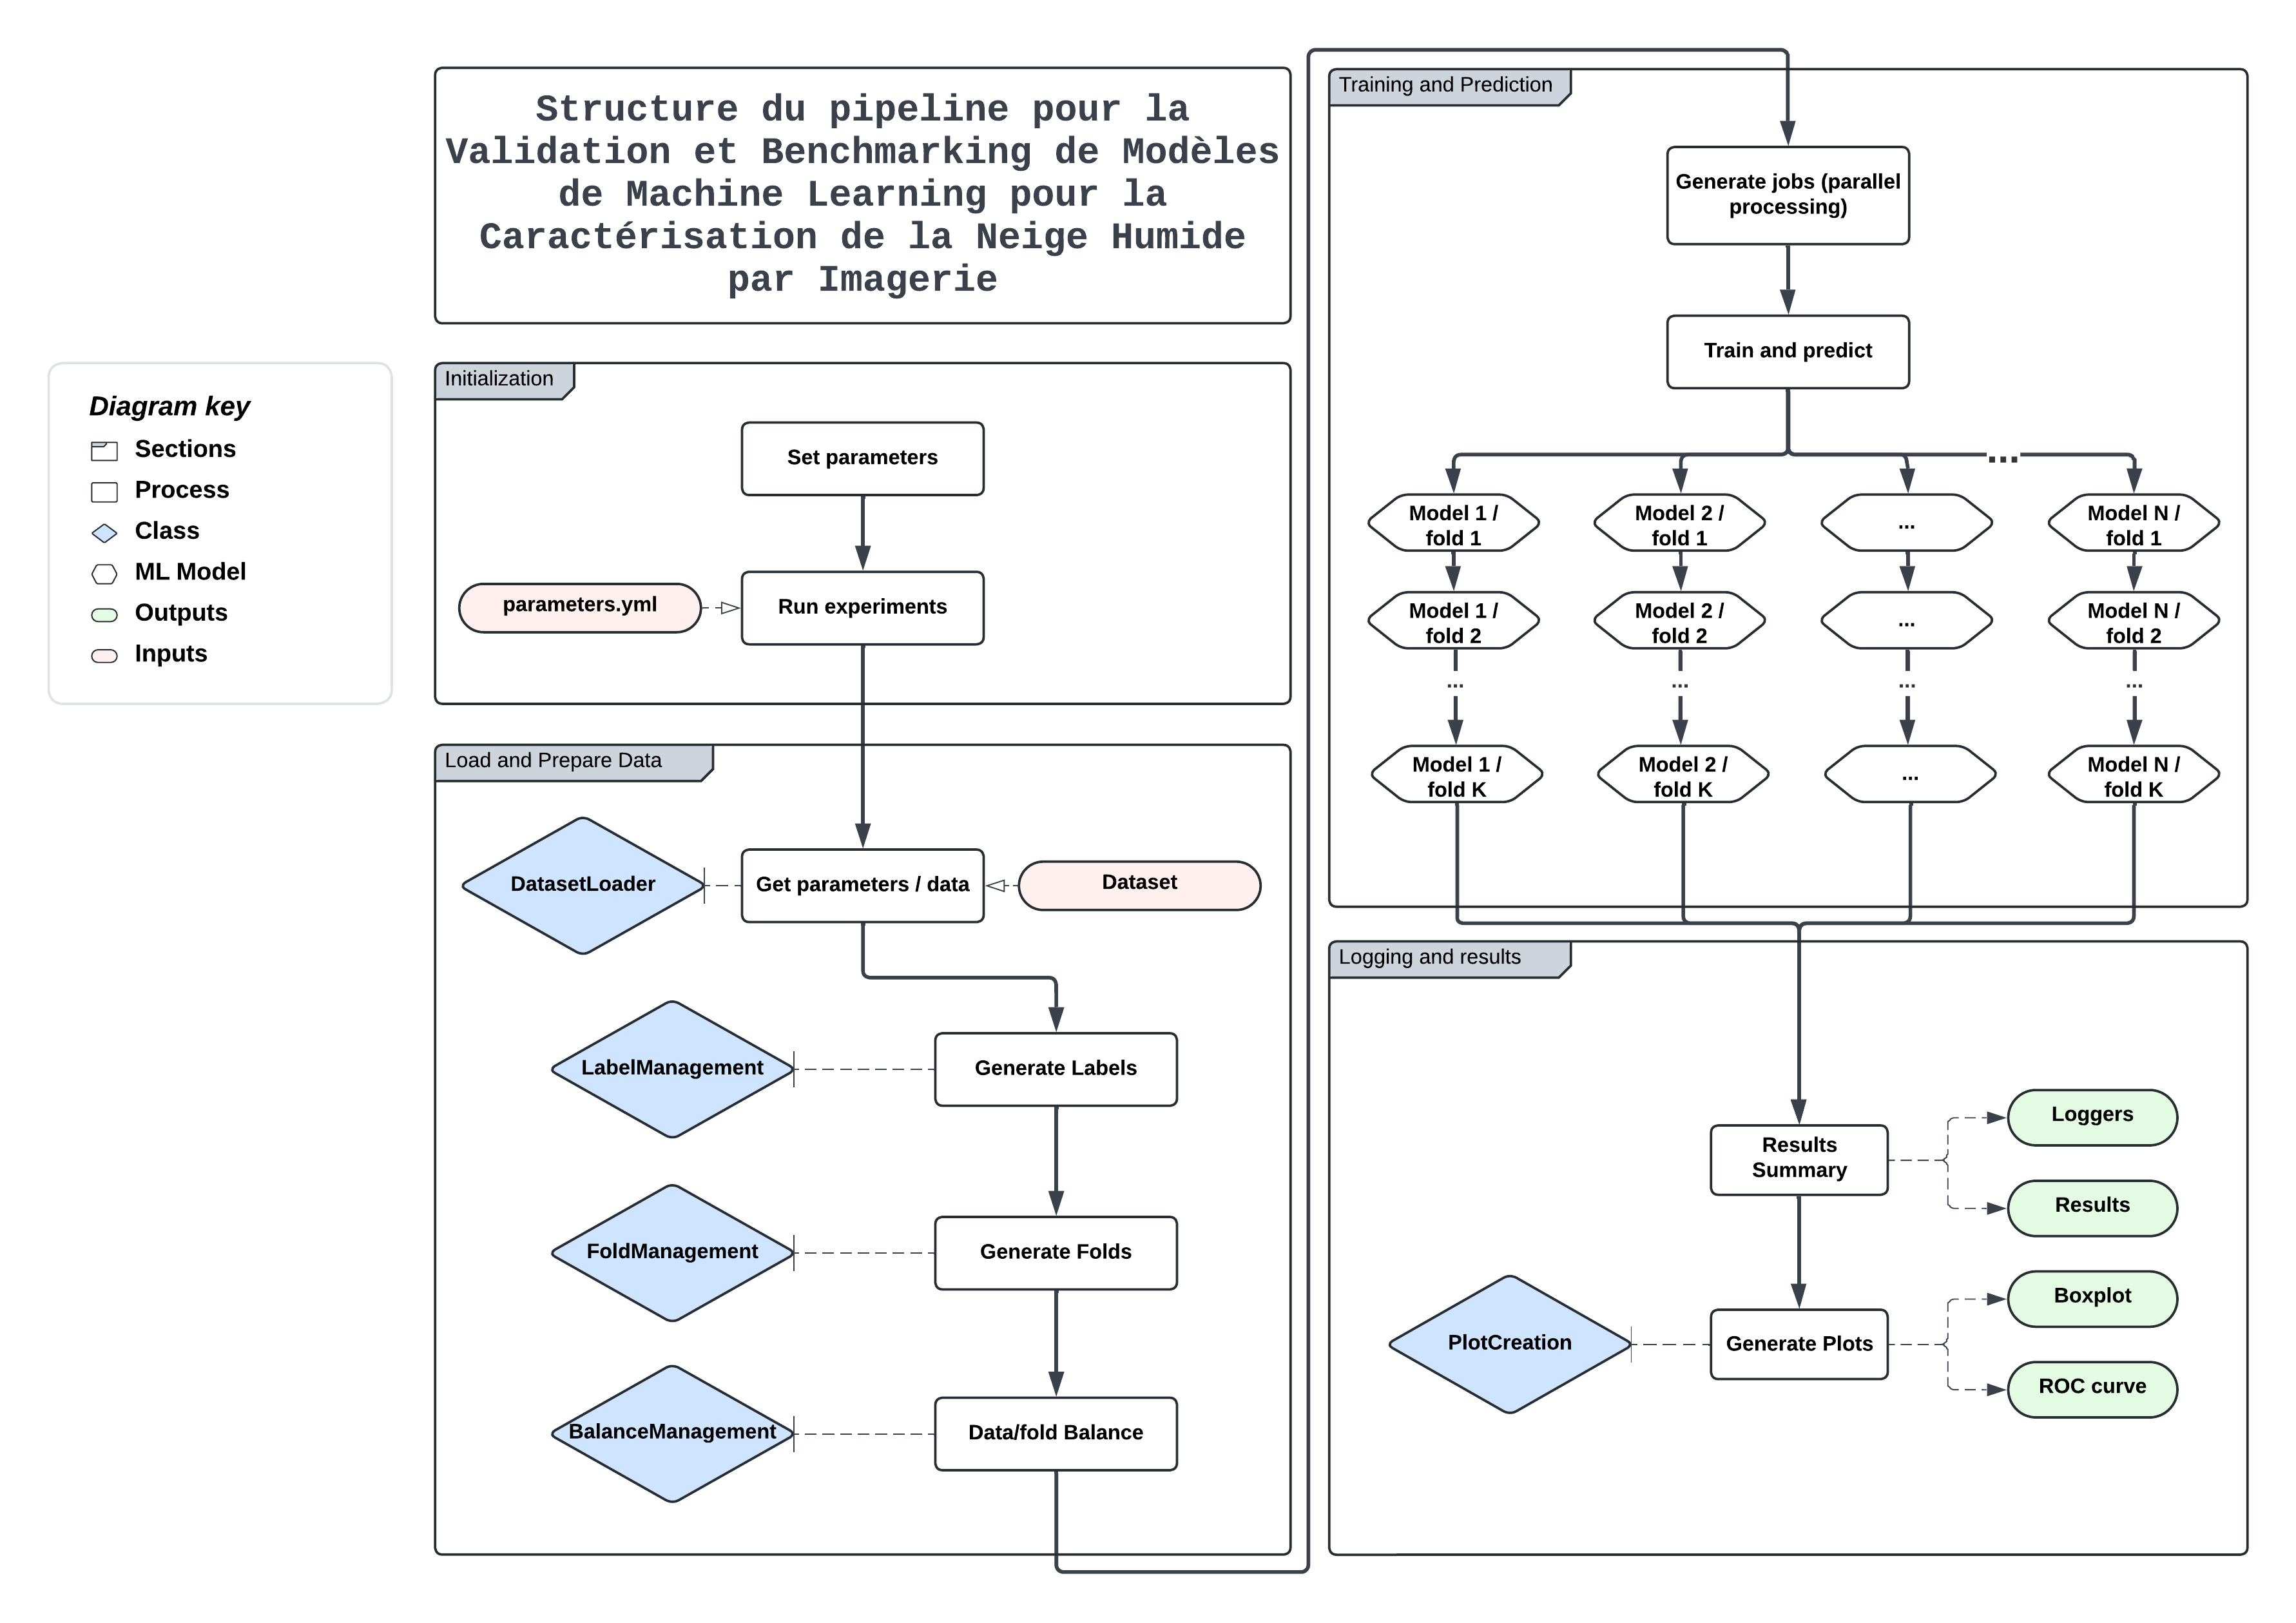 Structure du pipeline pour la
Validation et Benchmarking de Modèles
de Machine Learning pour la
Caractérisation de la Neige Humide
par Imagerie
Diagram key
Sections
Process
Class
ML Model
Outputs
Inputs
Initialization
Set parameters
parameters.yml
Run experiments
Load and Prepare Data
DatasetLoader
Get parameters / data
Dataset
LabelManagement
Generate Labels
FoldManagement
Generate Folds
BalanceManagement
Data/fold Balance
Training and Prediction
Generate jobs (parallel
processing)
Train and predict
...
Model 1 /
fold 1
Model 2 /
fold 1
...
Model N /
fold 1
Model 1 /
fold 2
Model 2 /
fold 2
...
Model N /
fold 2
...
...
...
...
Model 1 /
fold K
Model 2 /
fold K
...
Model N /
fold K
Logging and results
Results
Summary
Loggers
Results
PlotCreation
Generate Plots
Boxplot
ROC curve